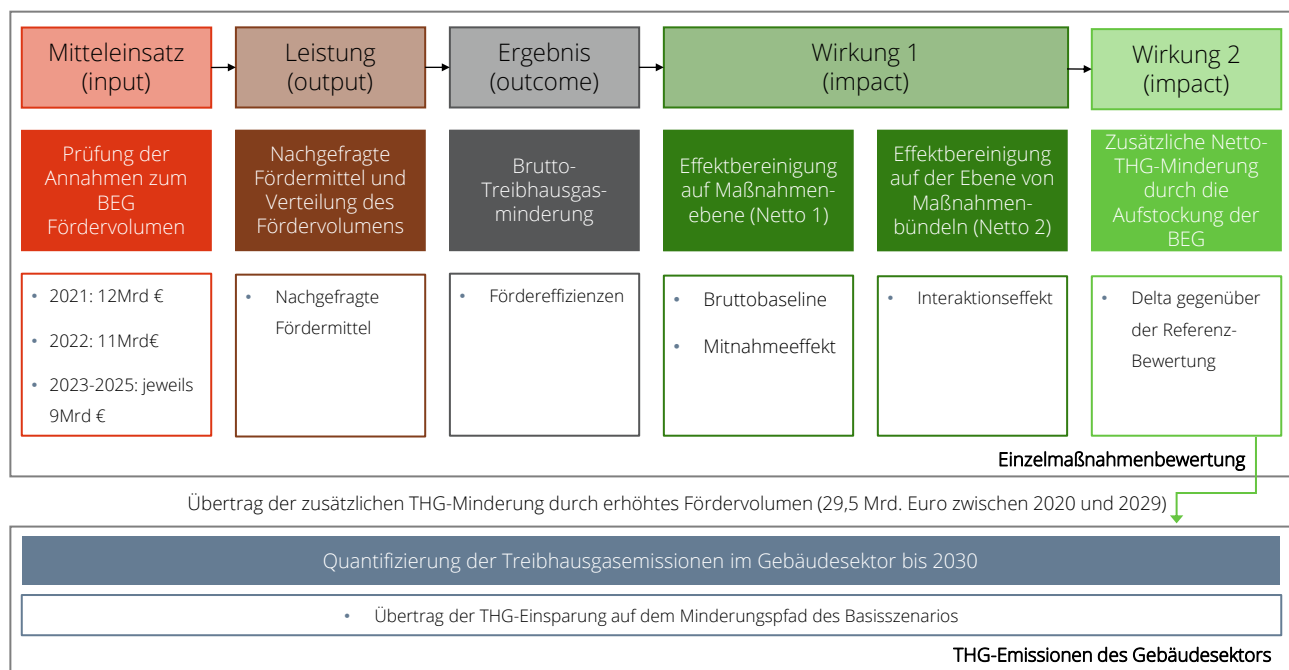 Mitteleinsatz
(input)
Leistung
(output)
Ergebnis
(outcome)
Wirkung 1
(impact)
Wirkung 2
(impact)
Prüfung der
Annahmen zum
BEG
Fördervolumen
Nachgefragte
Fördermittel und
Verteilung des
Fördervolumens
Brutto-
Treibhausgas-
minderung
Effektbereinigung
auf Maßnahmen-
ebene (Netto 1)
Effektbereinigung
auf der Ebene von
Maßnahmen-
bündeln (Netto 2)
Zusätzliche Netto-
THG-Minderung
durch die
Aufstockung der
BEG
• 2021: 12Mrd €
• 2022: 11Mrd€
• 2023-2025: jeweils
9Mrd €
• Nachgefragte
Fördermittel
• Fördereffizienzen
• Bruttobaseline
• Mitnahmeeffekt
• Interaktionseffekt
• Delta gegenüber
der Referenz-
Bewertung
Einzelmaßnahmenbewertung
Übertrag der zusätzlichen THG-Minderung durch erhöhtes Fördervolumen (29,5 Mrd. Euro zwischen 2020 und 2029)
Quantifizierung der Treibhausgasemissionen im Gebäudesektor bis 2030
• Übertrag der THG-Einsparung auf dem Minderungspfad des Basisszenarios
THG-Emissionen des Gebäudesektors